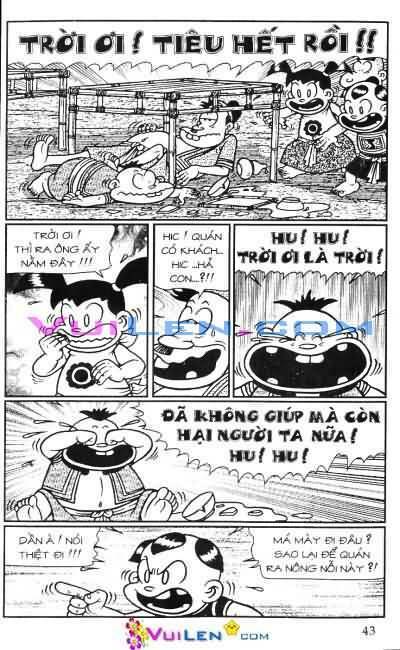 TRỜI ƠI! TIÊU HẾT RỒI!!
TRỜI ƠI!
THÌ RA ÔNG ẤY
NẰM ĐÂY!!!
HIC! QUÁN
CÓ KHÁCH...
HIC ...HẢ
CON...?!!
HU! HU!
TRỜI ƠI LÀ TRỜI!
VUILEN.COM
ĐÃ KHÔNG GIÚP MÀ CÒN
HẠI NGƯỜI TA NỮA!
HU! HU!
DẦN À! NÓI
THIỆT ĐI!!!
MÁ MÀY ĐI ĐÂU?
SAO LẠI ĐỂ QUÁN
RA NÔNG NỖI NÀY?!
43
VUILEN.COM